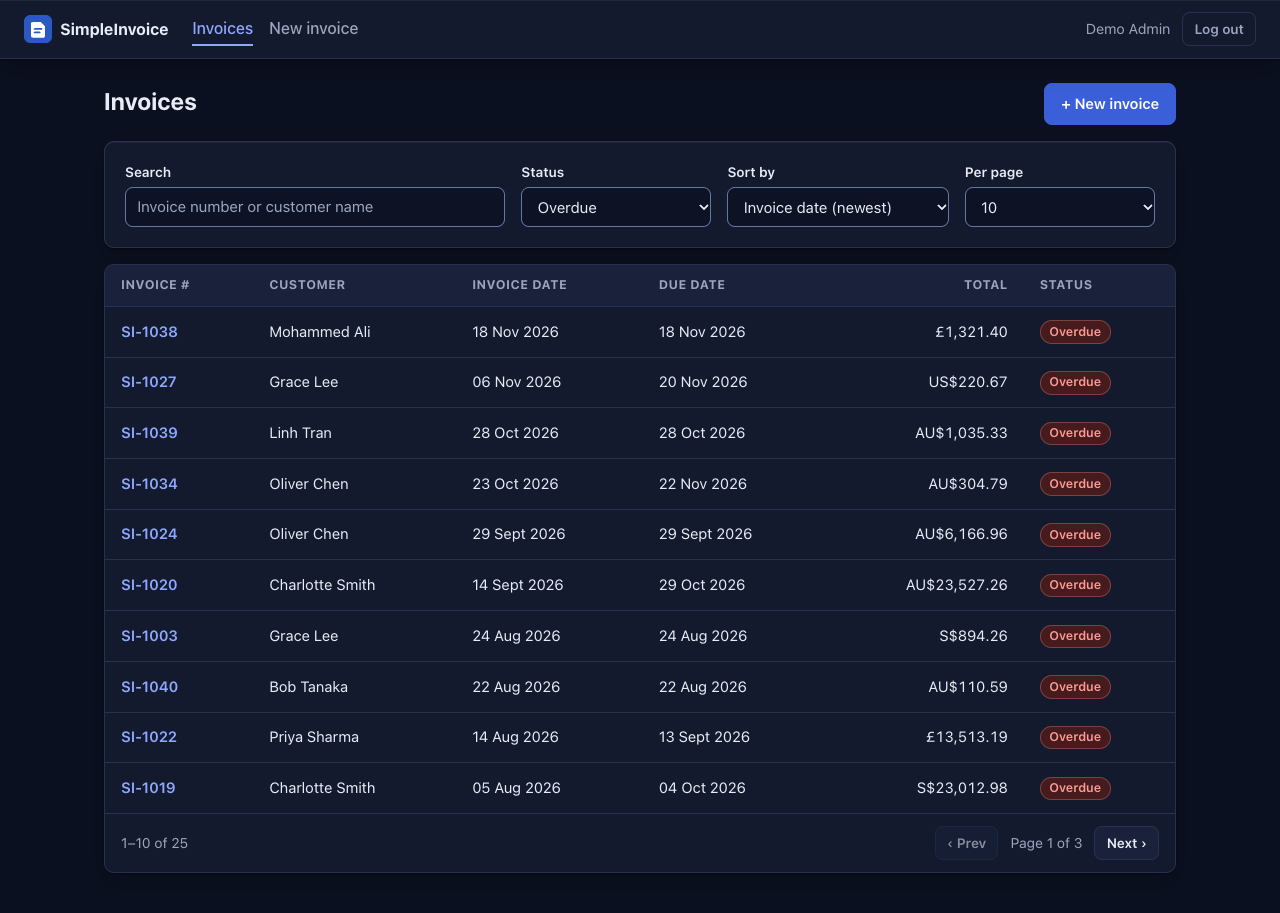 SimpleInvoice Invoices New invoice Demo Admin Log out
Invoices + New invoice
Search Status Sort by Per page
Invoice number or customer name Overdue Invoice date (newest) 10
INVOICE # CUSTOMER INVOICE DATE DUE DATE TOTAL STATUS
SI-1038 Mohammed Ali 18 Nov 2026 18 Nov 2026 £1,321.40 Overdue
SI-1027 Grace Lee 06 Nov 2026 20 Nov 2026 US$220.67 Overdue
SI-1039 Linh Tran 28 Oct 2026 28 Oct 2026 AU$1,035.33 Overdue
SI-1034 Oliver Chen 23 Oct 2026 22 Nov 2026 AU$304.79 Overdue
SI-1024 Oliver Chen 29 Sept 2026 29 Sept 2026 AU$6,166.96 Overdue
SI-1020 Charlotte Smith 14 Sept 2026 29 Oct 2026 AU$23,527.26 Overdue
SI-1003 Grace Lee 24 Aug 2026 24 Aug 2026 S$894.26 Overdue
SI-1040 Bob Tanaka 22 Aug 2026 22 Aug 2026 AU$110.59 Overdue
SI-1022 Priya Sharma 14 Aug 2026 13 Sept 2026 £13,513.19 Overdue
SI-1019 Charlotte Smith 05 Aug 2026 04 Oct 2026 S$23,012.98 Overdue
1–10 of 25 ‹ Prev Page 1 of 3 Next ›